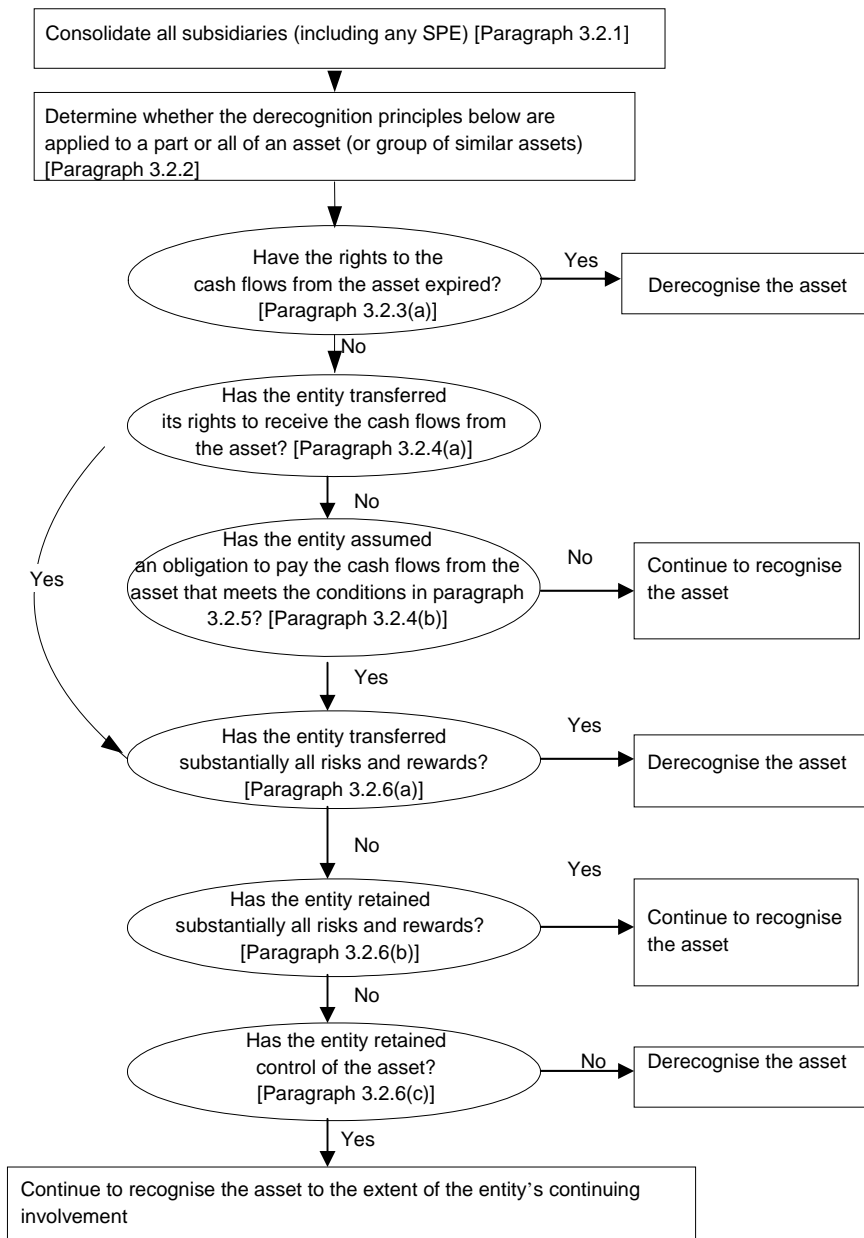 Consolidate all subsidiaries (including any SPE) [Paragraph 3.2.1]
Determine whether the derecognition principles below are
applied to a part or all of an asset (or group of similar assets)
[Paragraph 3.2.2]
Have the rights to the
cash flows from the asset expired?
[Paragraph 3.2.3(a)]
Yes
Derecognise the asset
No
Has the entity transferred
its rights to receive the cash flows from
the asset? [Paragraph 3.2.4(a)]
No
Yes
Has the entity assumed
an obligation to pay the cash flows from the
asset that meets the conditions in paragraph
3.2.5? [Paragraph 3.2.4(b)]
No
Continue to recognise
the asset
Yes
Has the entity transferred
substantially all risks and rewards?
[Paragraph 3.2.6(a)]
Yes
Derecognise the asset
No
Has the entity retained
substantially all risks and rewards?
[Paragraph 3.2.6(b)]
Yes
Continue to recognise
the asset
No
Has the entity retained
control of the asset?
[Paragraph 3.2.6(c)]
No
Derecognise the asset
Yes
Continue to recognise the asset to the extent of the entity's continuing
involvement